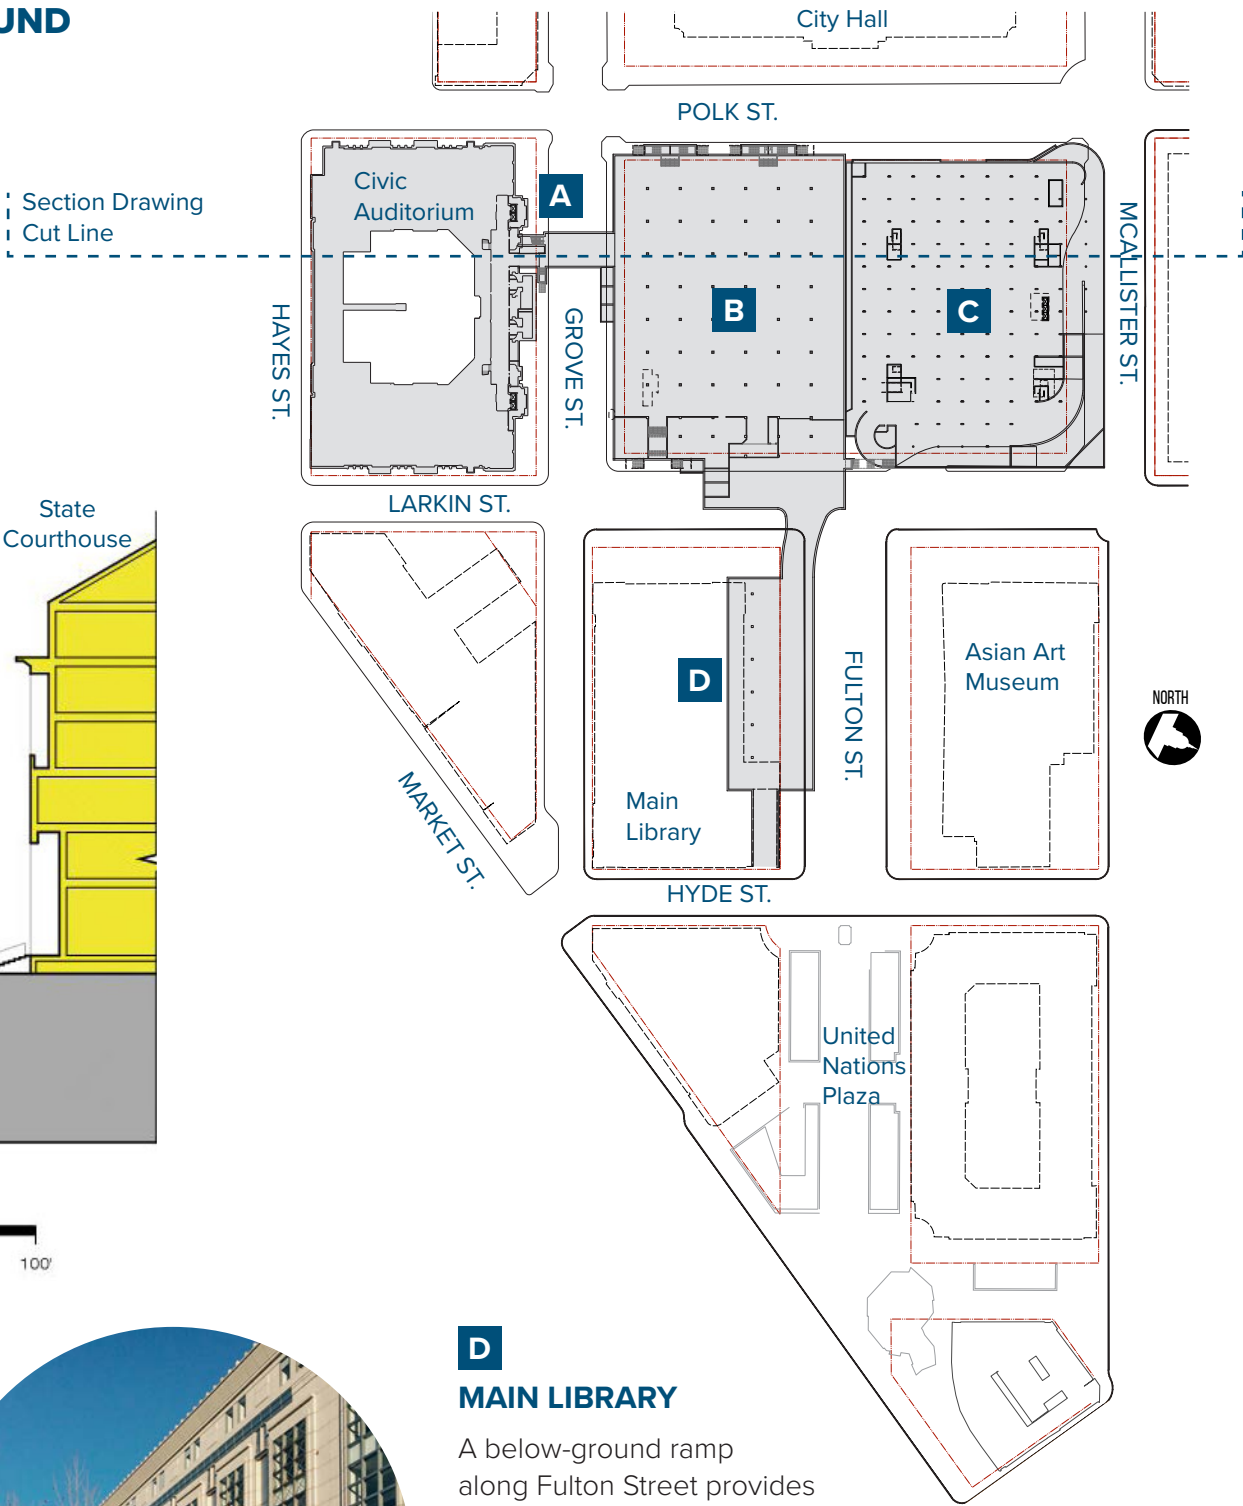 UND
City Hall
POLK ST.
Civic
Auditorium
A
Section Drawing
Cut Line
B
C
MCALLISTER ST.
HAYES ST.
GROVE ST.
LARKIN ST.
State
Courthouse
D
FULTON ST.
Asian Art
Museum
NORTH
MARKET ST.
Main
Library
HYDE ST.
United
Nations
Plaza
100'
D
MAIN LIBRARY
A below-ground ramp
along Fulton Street provides